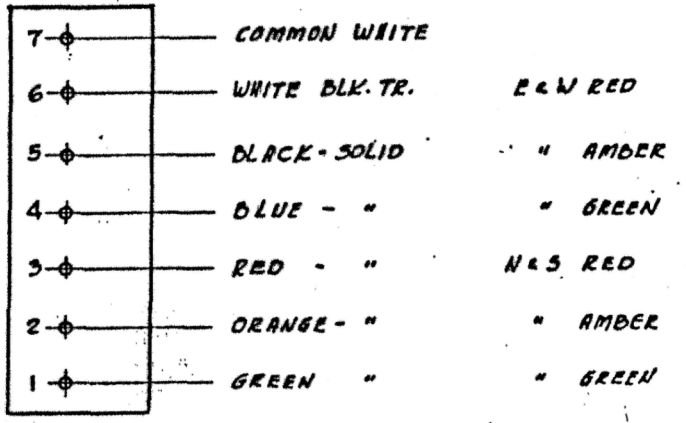 7 COMMON WHITE
6 WHITE BLK. TR. E & W RED
5 BLACK - SOLID " AMBER
4 BLUE - " " GREEN
3 RED - " N & S RED
2 ORANGE - " " AMBER
1 GREEN " " GREEN